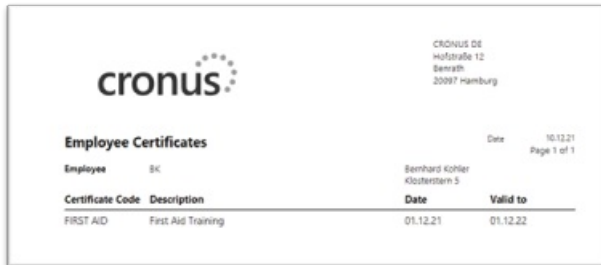 CRONUS DE
Hofstraße 12
Benrath
20097 Hamburg
cronus
Employee Certificates Date 10.12.21
Page 1 of 1
Employee BK Bernhard Kohler
Klosterstern 5
Certificate Code Description Date Valid to
FIRST AID First Aid Training 01.12.21 01.12.22